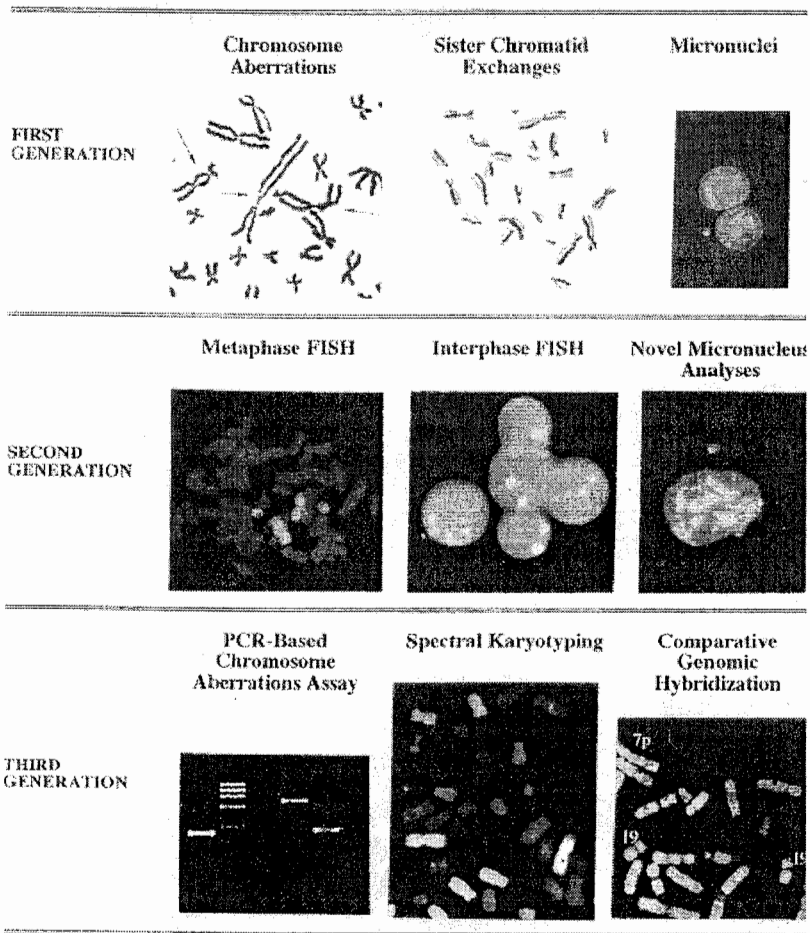 Chromosome
Aberrations
Sister Chromatid
Exchanges
Micronuclei
FIRST
GENERATION
Metaphase FISH
Interphase FISH
Novel Micronucleus
Analyses
SECOND
GENERATION
PCR-Based
Chromosome
Aberrations Assay
Spectral Karyotyping
Comparative
Genomic
Hybridization
THIRD
GENERATION
7p
19
19